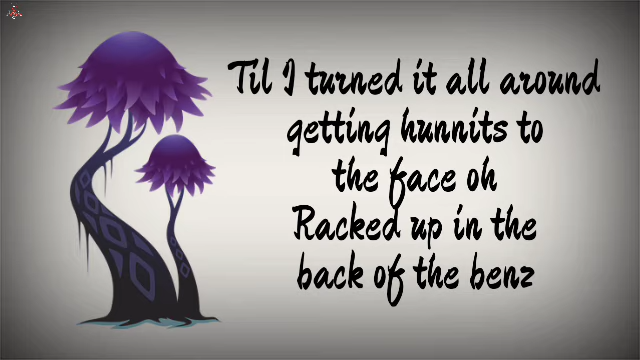 Til I turned it all around
getting hunnits to
the face oh
Racked up in the
back of the benz